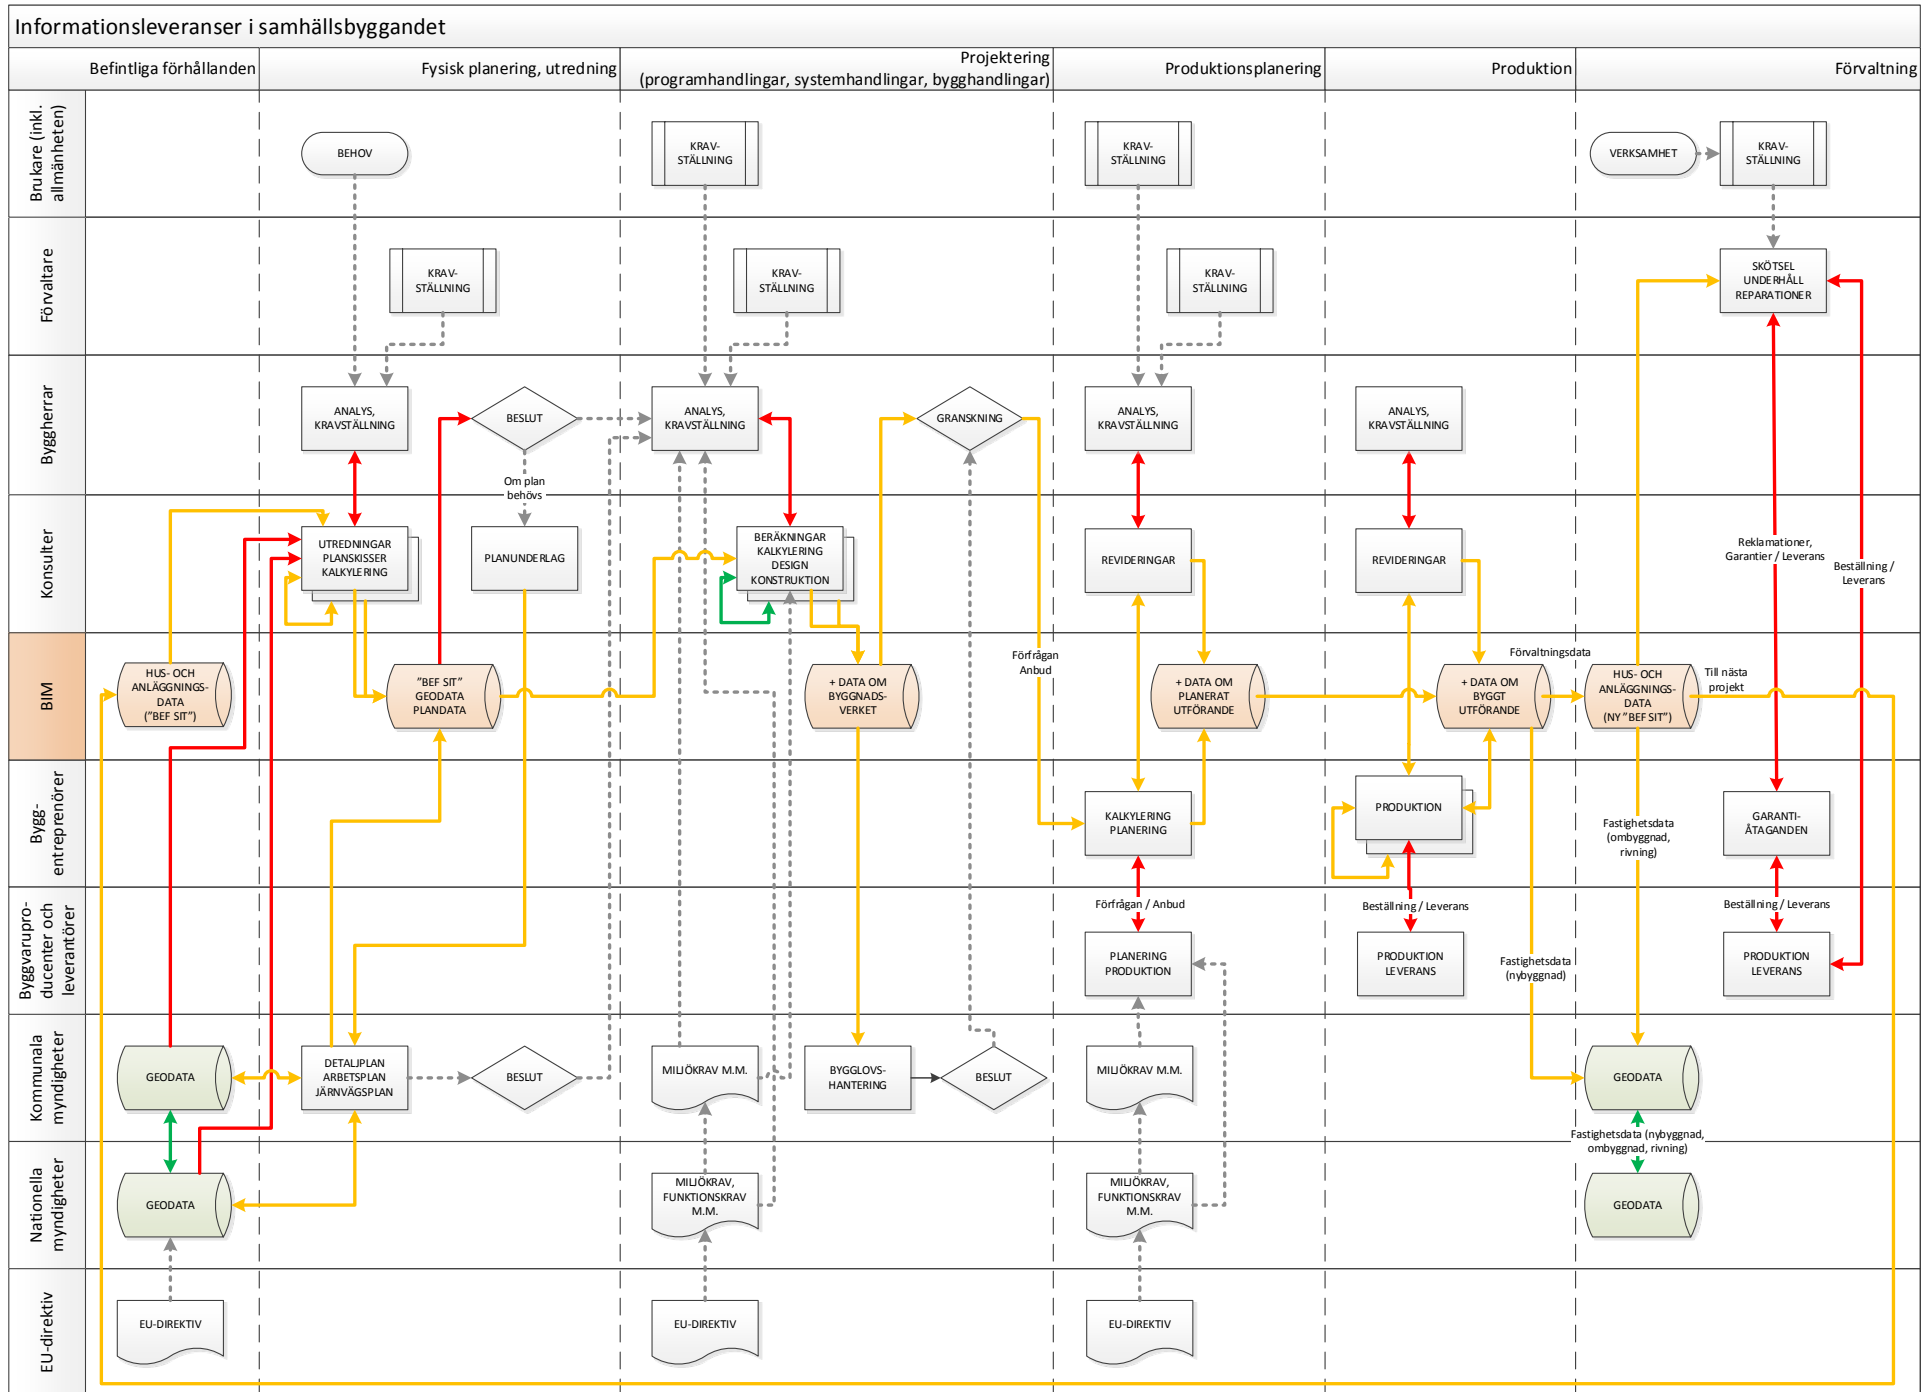 Informationsleveranser i samhällsbyggandet
Befintliga förhållanden
Fysisk planering, utredning
Projektering
(programhandlingar, systemhandlingar, bygghandlingar)
Produktionsplanering
Produktion
Förvaltning
Brukare (inkl.
allmänheten)
BEHOV
KRAV-
STÄLLNING
KRAV-
STÄLLNING
VERKSAMHET
KRAV-
STÄLLNING
Förvaltare
KRAV-
STÄLLNING
KRAV-
STÄLLNING
KRAV-
STÄLLNING
SKÖTSEL
UNDERHÅLL
REPARATIONER
Byggherrar
ANALYS,
KRAVSTÄLLNING
BESLUT
Om plan
behövs
ANALYS,
KRAVSTÄLLNING
GRANSKNING
ANALYS,
KRAVSTÄLLNING
ANALYS,
KRAVSTÄLLNING
Konsulter
UTREDNINGAR
PLANSKISSER
KALKYLERING
PLANUNDERLAG
BERÄKNINGAR
KALKYLERING
DESIGN
KONSTRUKTION
REVIDERINGAR
REVIDERINGAR
Reklamationer,
Garantier / Leverans
Beställning /
Leverans
BIM
HUS- OCH
ANLÄGGNINGS-
DATA
("BEF SIT")
"BEF SIT"
GEODATA
PLANDATA
+ DATA OM
BYGGNADS-
VERKET
Förfrågan
Anbud
+ DATA OM
PLANERAT
UTFÖRANDE
+ DATA OM
BYGGT
UTFÖRANDE
Förvaltningsdata
HUS- OCH
ANLÄGGNINGS-
DATA
(NY "BEF SIT")
Till nästa
projekt
Bygg-
entreprenörer
KALKYLERING
PLANERING
PRODUKTION
Fastighetsdata
(ombyggnad,
rivning)
GARANTI-
ÅTAGANDEN
Byggvarupro-
ducenter och
leverantörer
Förfrågan / Anbud
PLANERING
PRODUKTION
Beställning / Leverans
PRODUKTION
LEVERANS
Fastighetsdata
(nybyggnad)
Beställning / Leverans
PRODUKTION
LEVERANS
Kommunala
myndigheter
GEODATA
DETALJPLAN
ARBETSPLAN
JÄRNVÄGSPLAN
BESLUT
MILJÖKRAV M.M.
BYGGLOVS-
HANTERING
BESLUT
MILJÖKRAV M.M.
GEODATA
Fastighetsdata (nybyggnad,
ombyggnad, rivning)
Nationella
myndigheter
GEODATA
MILJÖKRAV,
FUNKTIONSKRAV
M.M.
MILJÖKRAV,
FUNKTIONSKRAV
M.M.
GEODATA
EU-direktiv
EU-DIREKTIV
EU-DIREKTIV
EU-DIREKTIV